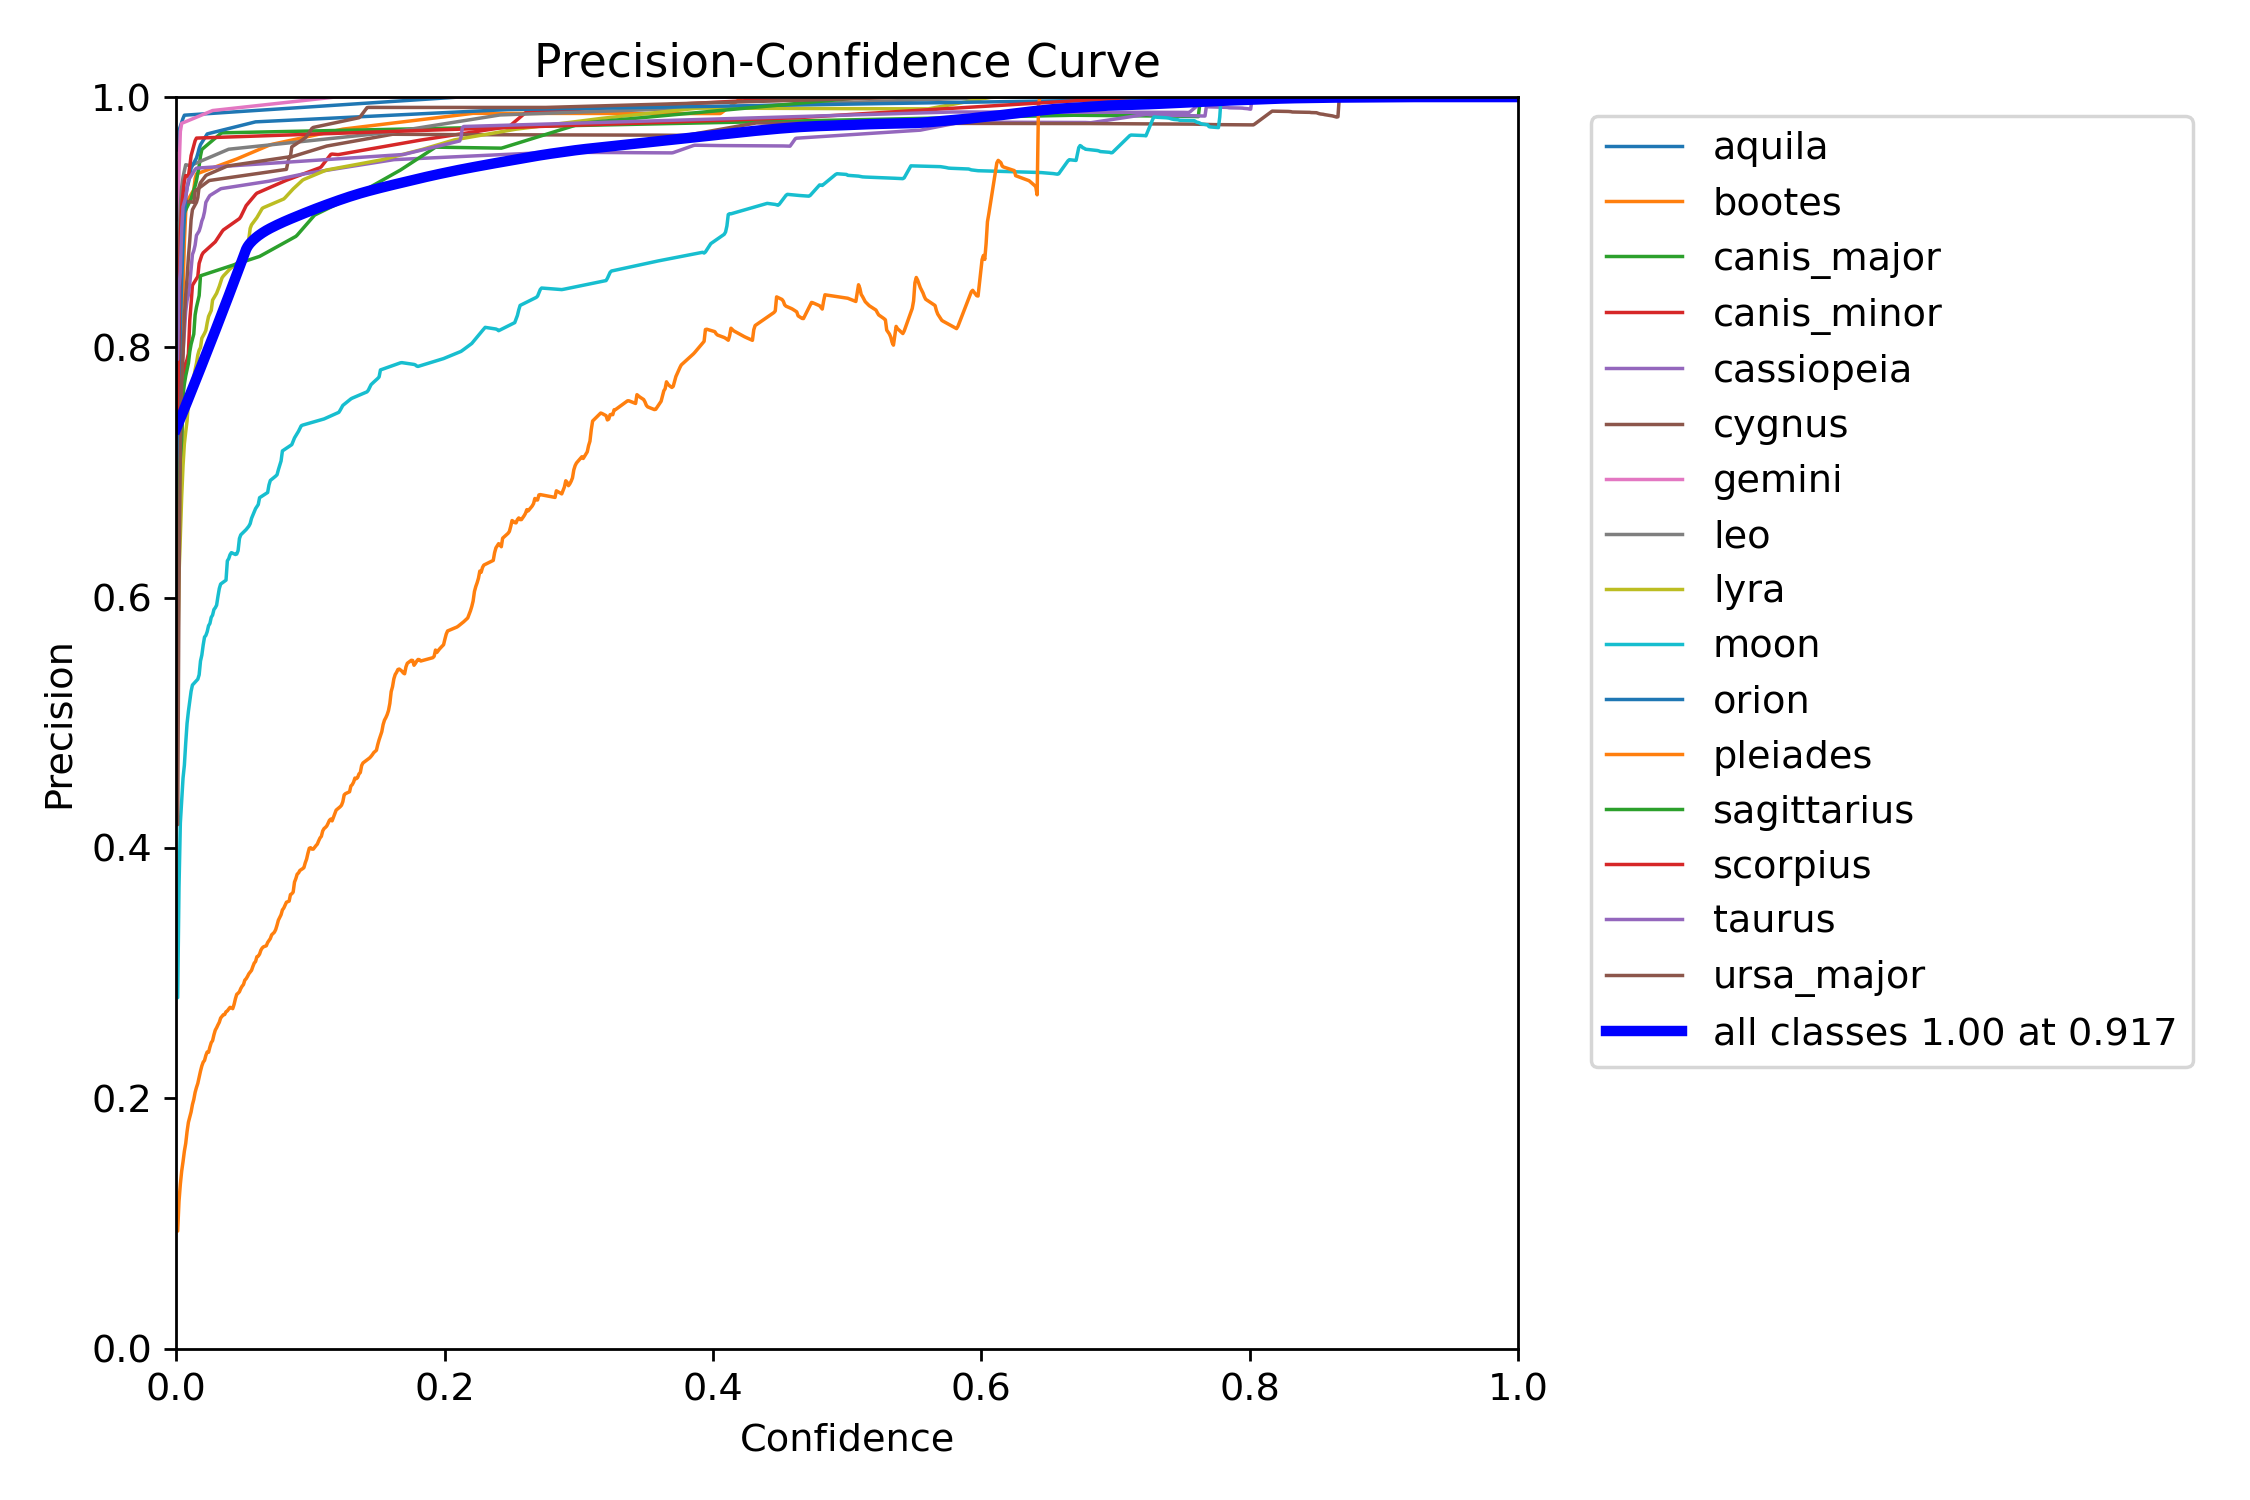 Precision-Confidence Curve
1.0
0.8
0.6
0.4
0.2
0.0
Precision
0.0 0.2 0.4 0.6 0.8 1.0
Confidence
aquila
bootes
canis_major
canis_minor
cassiopeia
cygnus
gemini
leo
lyra
moon
orion
pleiades
sagittarius
scorpius
taurus
ursa_major
all classes 1.00 at 0.917